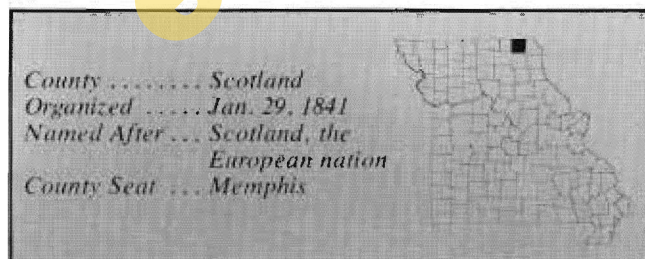 County ........ Scotland
Organized ..... Jan. 29, 1841
Named After ... Scotland, the
European nation
County Seat ... Memphis